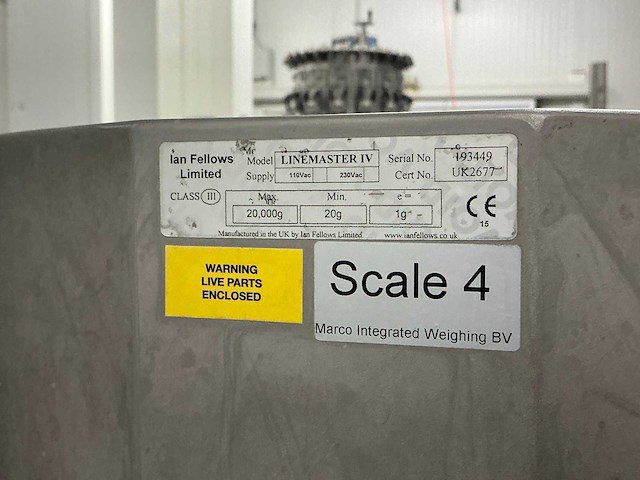 Ian Fellows Limited
Model LINEMASTER IV
Serial No. 193449
Supply 110Vac 230Vac
Cert No. UK2677
CLASS III
Max. Min. e =
20,000g 20g 1g
CE
15
Manufactured in the UK by Ian Fellows Limited. www.ianfellows.co.uk
WARNING
LIVE PARTS
ENCLOSED
Scale 4
Marco Integrated Weighing BV